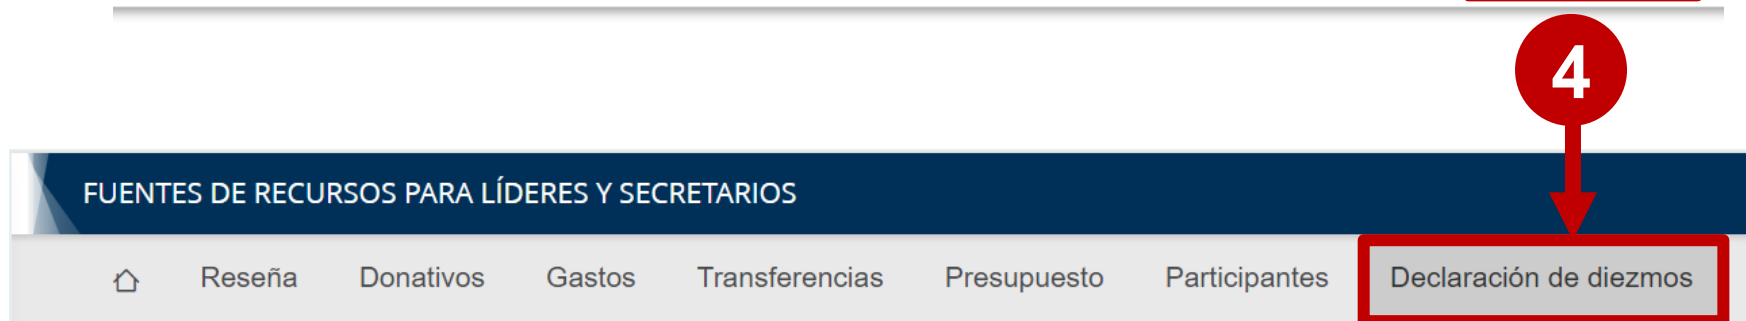 4
FUENTES DE RECURSOS PARA LÍDERES Y SECRETARIOS
Reseña Donativos Gastos Transferencias Presupuesto Participantes Declaración de diezmos